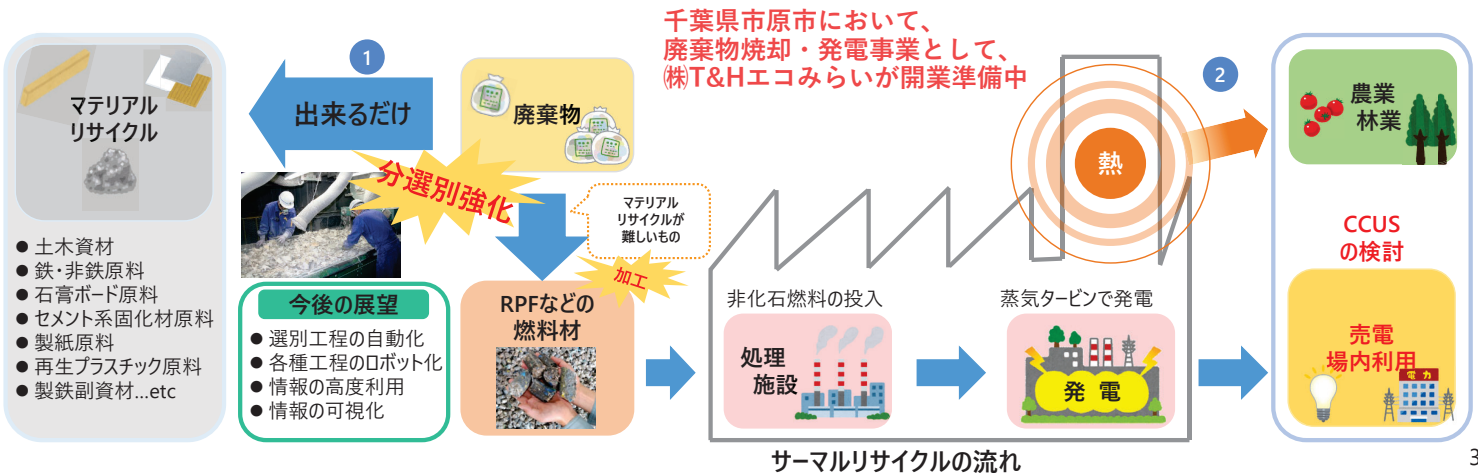 千葉県市原市において、
廃棄物焼却・発電事業として、
㈱T&Hエコみらいが開業準備中
マテリアル
リサイクル
● 土木資材
● 鉄・非鉄原料
● 石膏ボード原料
● セメント系固化材原料
● 製紙原料
● 再生プラスチック原料
● 製鉄副資材...etc
1
出来るだけ
廃棄物
分選別強化
マテリアル
リサイクルが
難しいもの
加工
今後の展望
● 選別工程の自動化
● 各種工程のロボット化
● 情報の高度利用
● 情報の可視化
RPFなどの
燃料材
非化石燃料の投入
処理
施設
蒸気タービンで発電
発電
熱
2
農業
林業
CCUS
の検討
売電
場内利用
電力
サーマルリサイクルの流れ
3